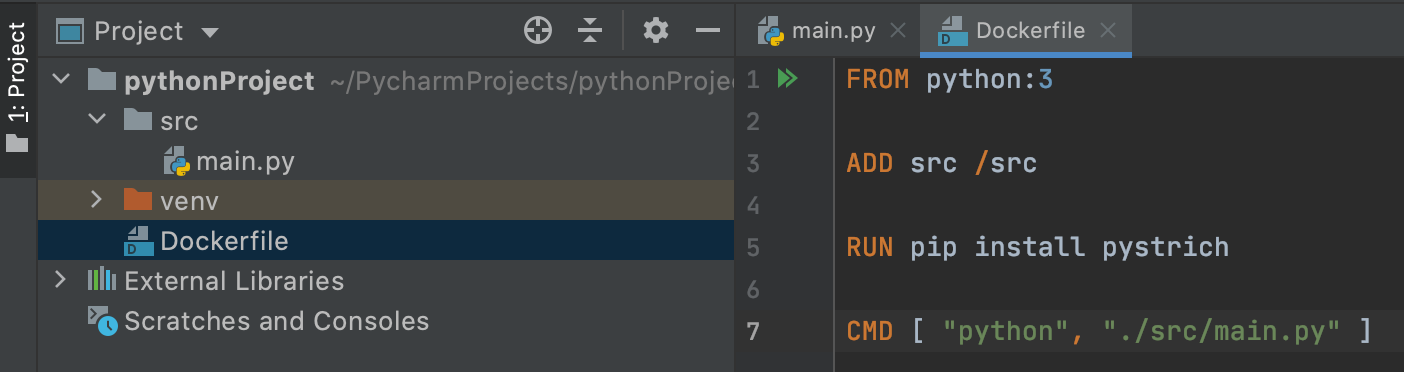 1: Project
Project
pythonProject ~/PycharmProjects/pythonProje
src
main.py
venv
Dockerfile
External Libraries
Scratches and Consoles
main.py Dockerfile
1 FROM python:3
2
3 ADD src /src
4
5 RUN pip install pystrich
6
7 CMD [ "python", "./src/main.py" ]